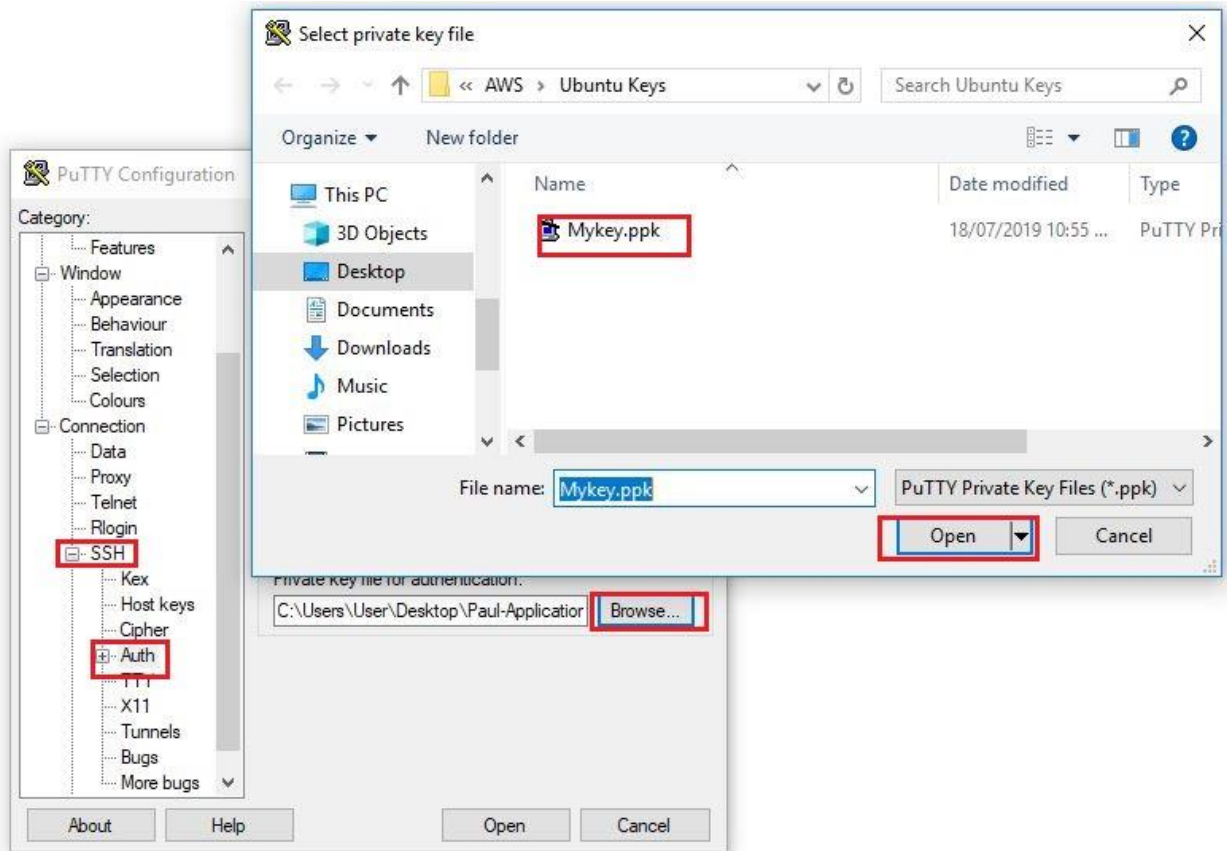 Select private key file
« AWS > Ubuntu Keys
Search Ubuntu Keys
Organize
New folder
Name
Date modified
Type
This PC
3D Objects
Desktop
Documents
Downloads
Music
Pictures
Mykey.ppk
18/07/2019 10:55 ...
PuTTY Pri
File name:
Mykey.ppk
PuTTY Private Key Files (*.ppk)
Open
Cancel
PuTTY Configuration
Category:
Features
Window
Appearance
Behaviour
Translation
Selection
Colours
Connection
Data
Proxy
Telnet
Rlogin
SSH
Kex
Host keys
Cipher
Auth
TTY
X11
Tunnels
Bugs
More bugs
Private key file for authentication:
C:\Users\User\Desktop\Paul-Application
Browse...
About
Help
Open
Cancel